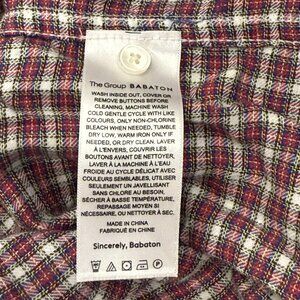 The Group BABATON
WASH INSIDE OUT, COVER OR
REMOVE BUTTONS BEFORE
CLEANING, MACHINE WASH
COLD GENTLE CYCLE WITH LIKE
COLOURS, ONLY NON-CHLORINE
BLEACH WHEN NEEDED, TUMBLE
DRY LOW, WARM IRON ONLY IF
NEEDED, OR DRY CLEAN. LAVER
À L'ENVERS, COUVRIR LES
BOUTONS AVANT DE NETTOYER,
LAVER À LA MACHINE À L'EAU
FROIDE AU CYCLE DÉLICAT AVEC
COULEURS SEMBLABLES, UTILISER
SEULEMENT UN JAVELLISANT
SANS CHLORE AU BESOIN,
SÉCHER À BASSE TEMPÉRATURE,
REPASSAGE MOYEN SI
NÉCESSAIRE, OU NETTOYER À SEC.
MADE IN CHINA
FABRIQUÉ EN CHINE
Sincerely, Babaton